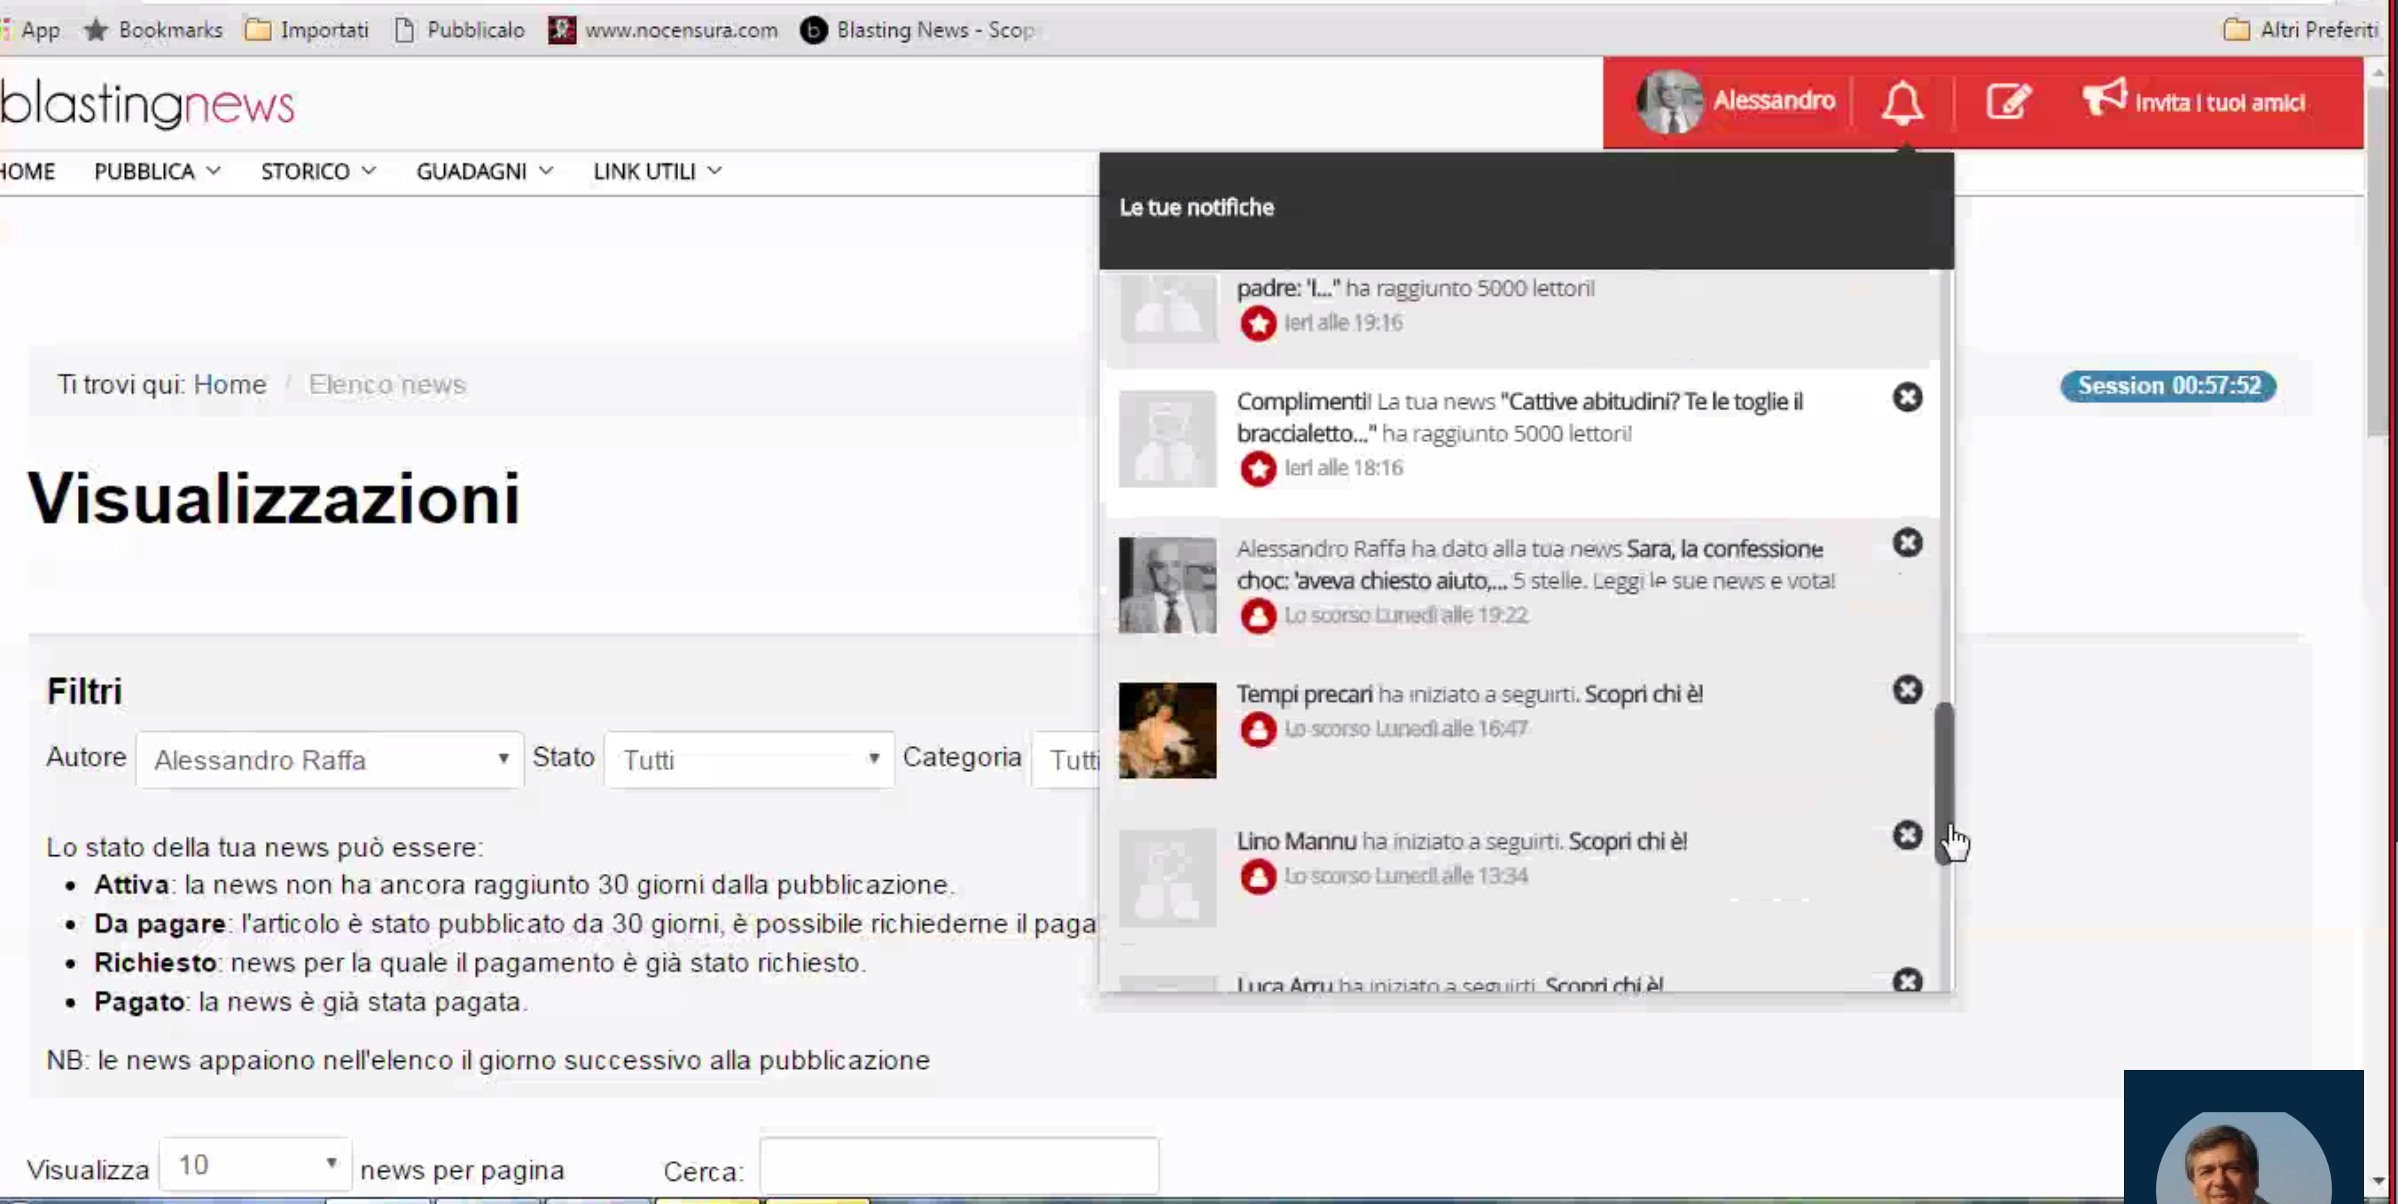 App Bookmarks Importati Pubblicalo www.nocensura.com Blasting News - Scop Altri Preferiti
blastingnews
Alessandro Invita i tuoi amici
HOME PUBBLICA STORICO GUADAGNI LINK UTILI
Le tue notifiche
padre: 'I..." ha raggiunto 5000 lettori!
Ieri alle 19:16
Complimenti! La tua news "Cattive abitudini? Te le toglie il
braccialetto..." ha raggiunto 5000 lettori!
Ieri alle 18:16
Alessandro Raffa ha dato alla tua news Sara, la confessione
choc: 'aveva chiesto aiuto,... 5 stelle. Leggi le sue news e vota!
Lo scorso Lunedì alle 19:22
Tempi precari ha iniziato a seguirti. Scopri chi è!
Lo scorso Lunedì alle 16:47
Lino Mannu ha iniziato a seguirti. Scopri chi è!
Lo scorso Lunedì alle 13:34
Luca Arru ha iniziato a seguirti. Scopri chi è!
Ti trovi qui: Home / Elenco news
Session 00:57:52
Visualizzazioni
Filtri
Autore Alessandro Raffa Stato Tutti Categoria Tutti
Lo stato della tua news può essere:
• Attiva: la news non ha ancora raggiunto 30 giorni dalla pubblicazione.
• Da pagare: l'articolo è stato pubblicato da 30 giorni, è possibile richiederne il paga
• Richiesto: news per la quale il pagamento è già stato richiesto.
• Pagato: la news è già stata pagata.
NB: le news appaiono nell'elenco il giorno successivo alla pubblicazione
Visualizza 10 news per pagina Cerca: